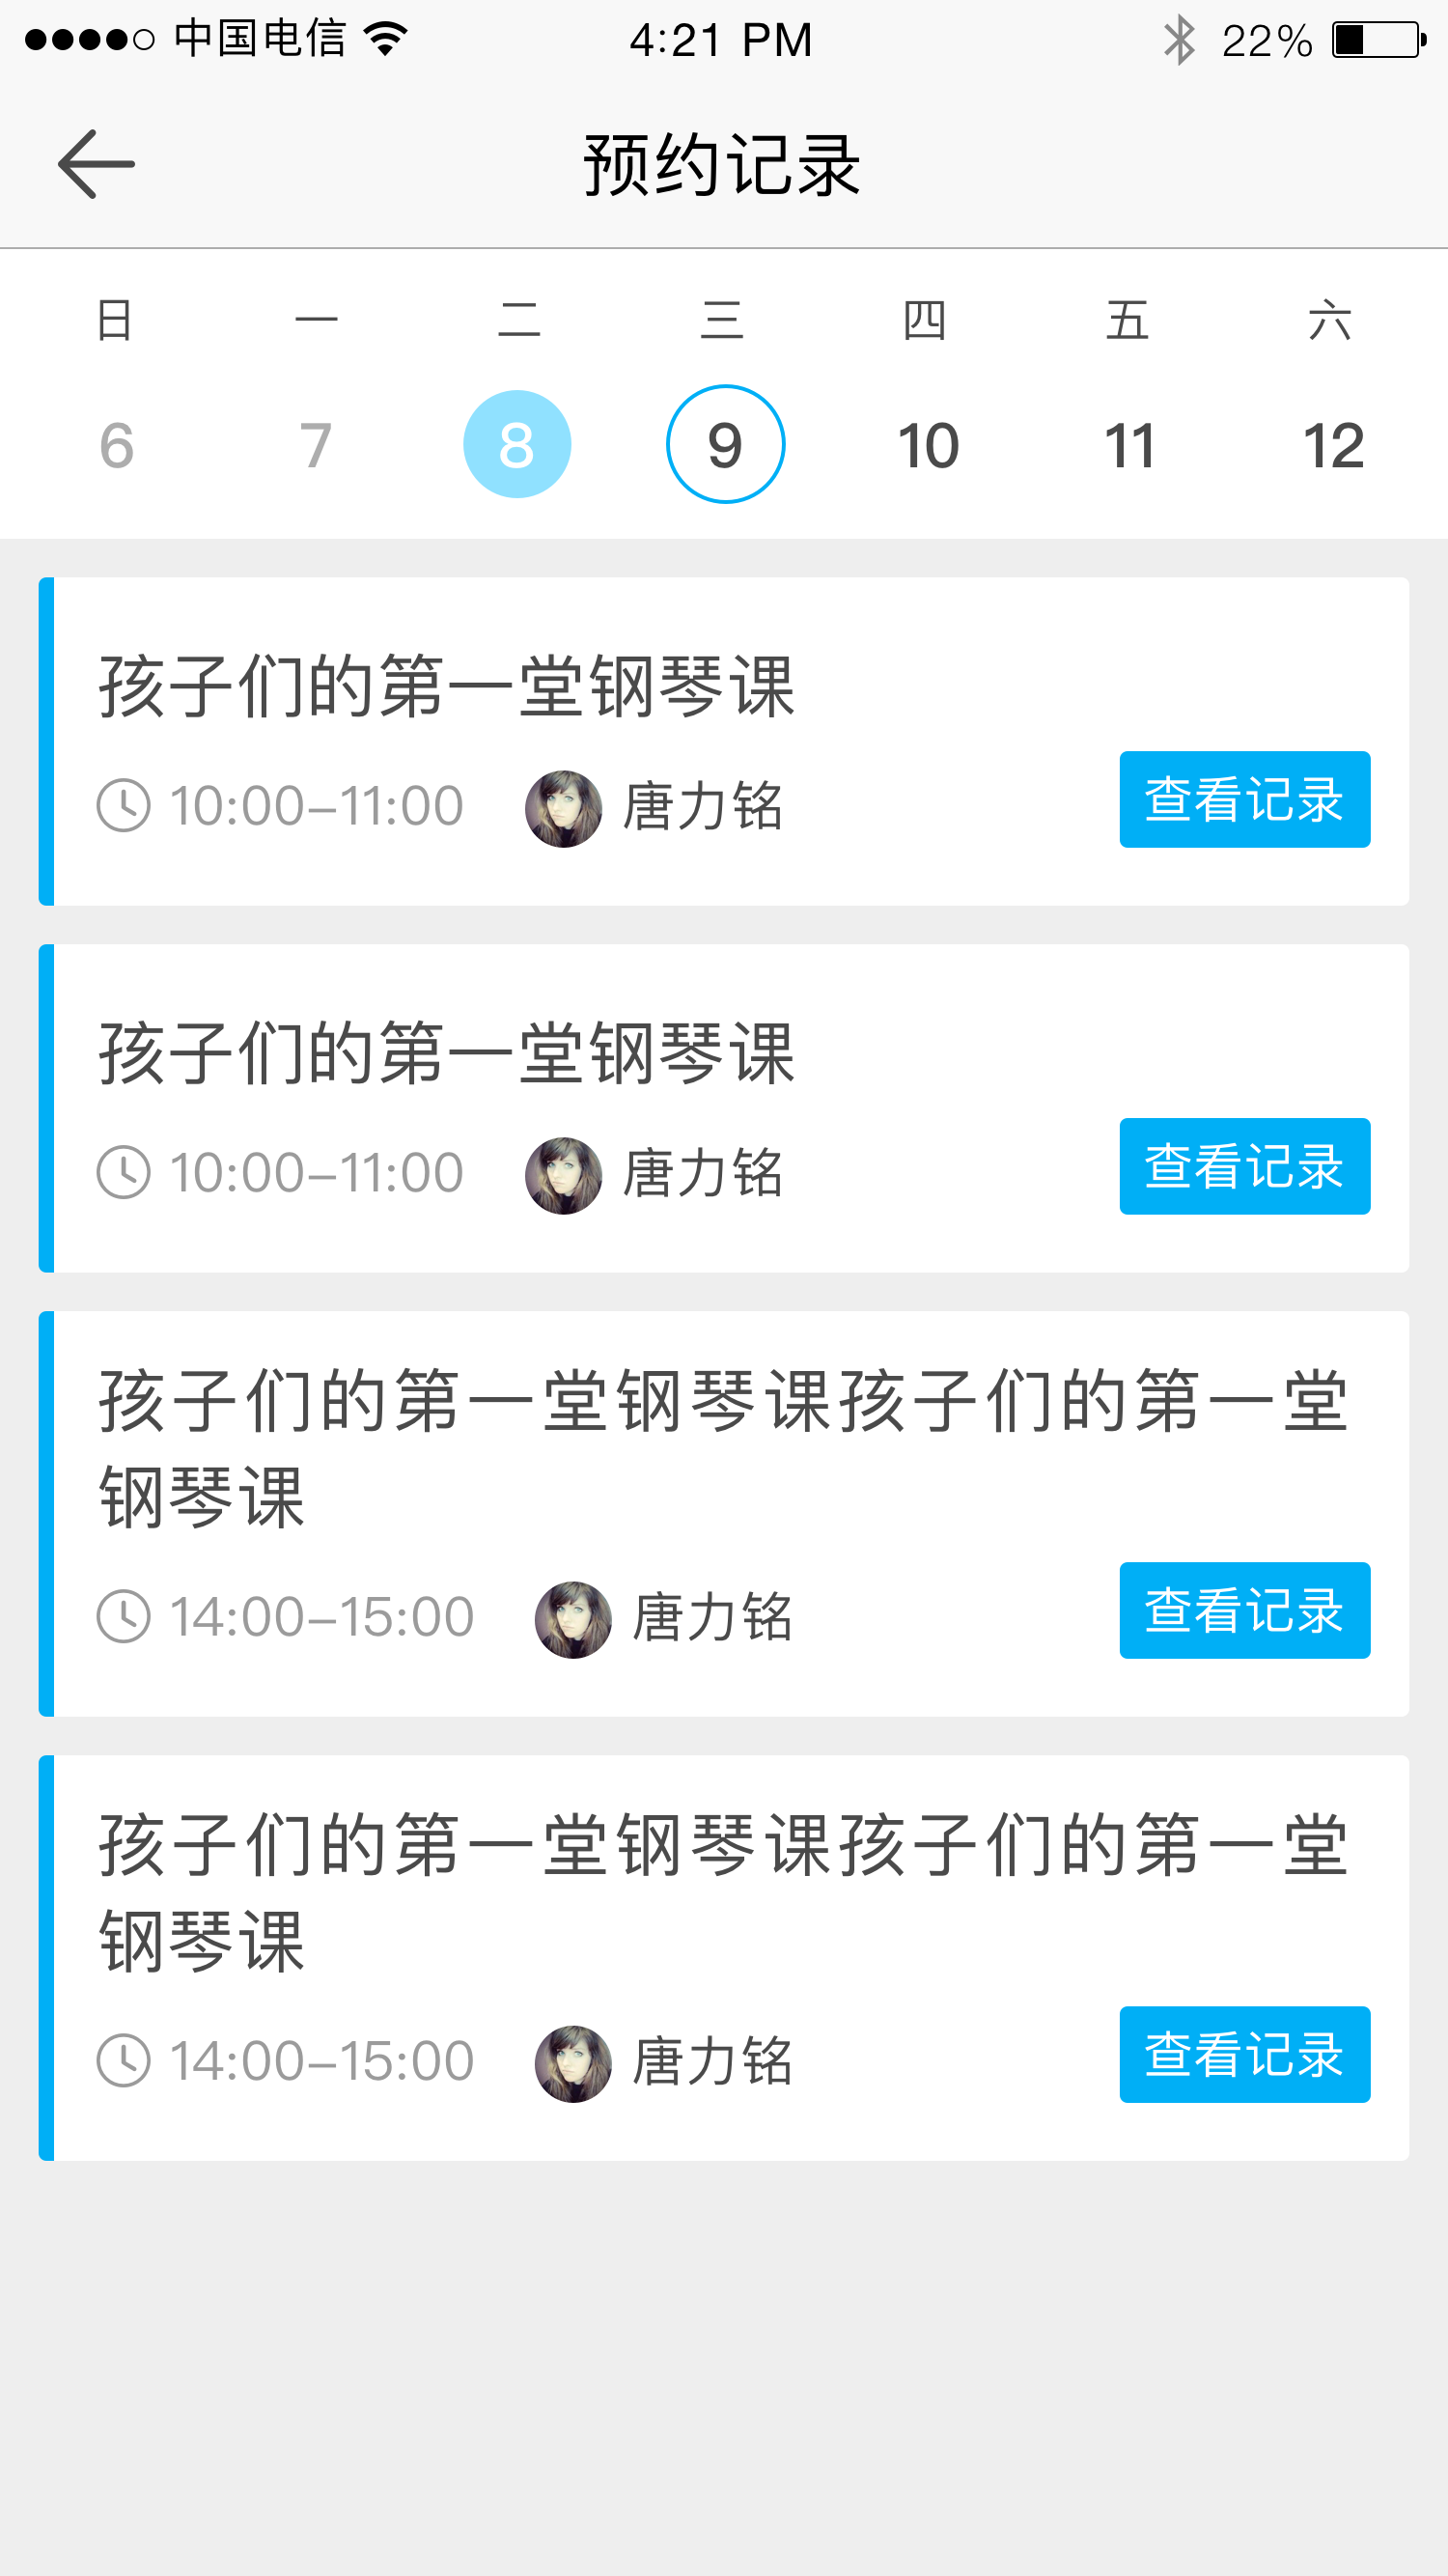 中国电信 4:21 PM 22%
预约记录
日 一 二 三 四 五 六
6 7 8 9 10 11 12
孩子们的第一堂钢琴课
10:00-11:00 唐力铭 查看记录
孩子们的第一堂钢琴课
10:00-11:00 唐力铭 查看记录
孩子们的第一堂钢琴课孩子们的第一堂
钢琴课
14:00-15:00 唐力铭 查看记录
孩子们的第一堂钢琴课孩子们的第一堂
钢琴课
14:00-15:00 唐力铭 查看记录